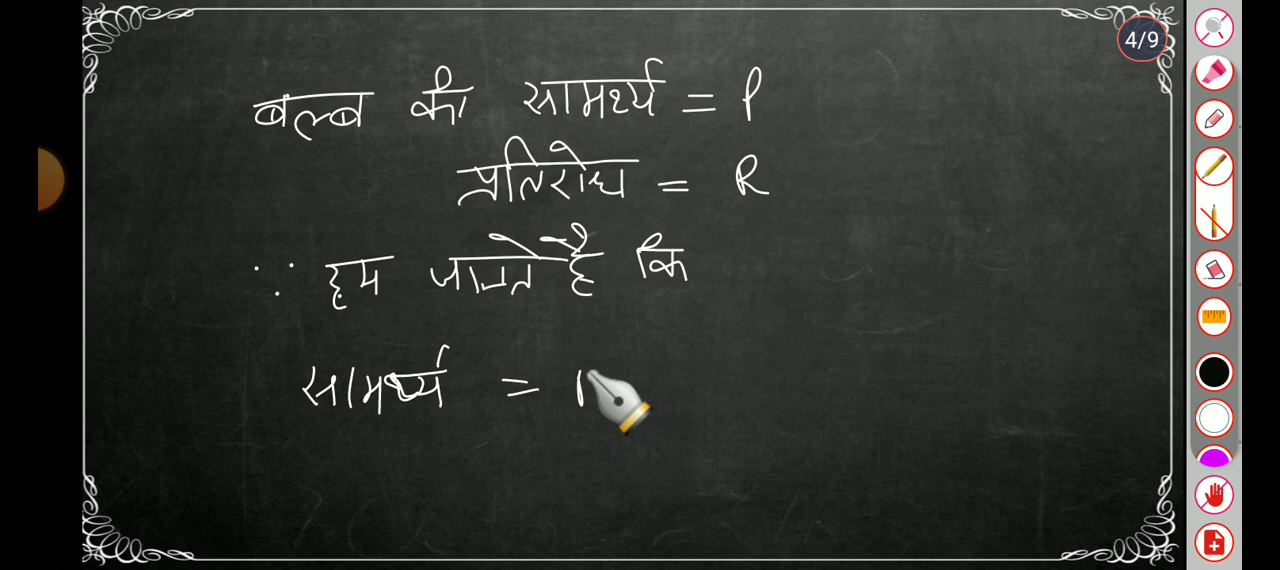 4/9
बल्ब की सामर्थ्य = P
प्रतिरोध = R
∵ हम जानते है कि
सामर्थ्य =